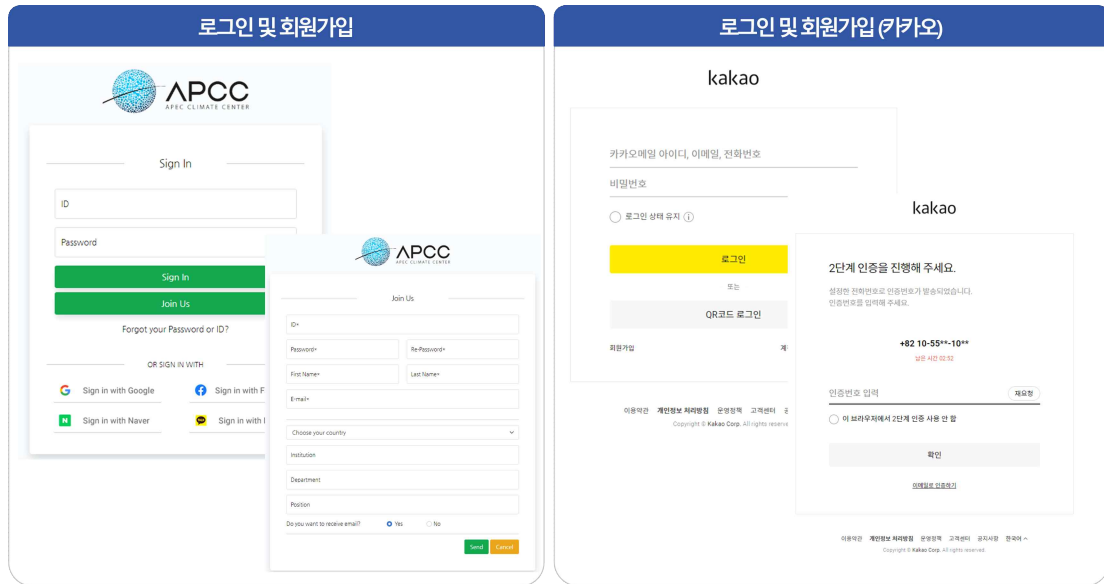 로그인 및 회원가입
APCC
APEC CLIMATE CENTER
Sign In
ID
Password
Sign In
Join Us
Forgot your Password or ID?
OR SIGN IN WITH
Sign in with Google
Sign in with F
Sign in with Naver
Sign in with
APCC
APEC CLIMATE CENTER
Join Us
ID*
Password* Re-Password*
First Name* Last Name*
E-mail*
Choose your country
Institution
Department
Position
Do you want to receive email? Yes No
Send Cancel
로그인 및 회원가입 (카카오)
kakao
카카오메일 아이디, 이메일, 전화번호
비밀번호
로그인 상태 유지
로그인
또는
QR코드 로그인
회원가입
이용약관 개인정보 처리방침 운영정책 고객센터
Copyright © Kakao Corp. All rights reserve
kakao
2단계 인증을 진행해 주세요.
설정한 전화번호로 인증번호가 발송되었습니다.
인증번호를 입력해 주세요.
+82 10-55**-10**
남은 시간 02:52
인증번호 입력 재요청
이 브라우저에서 2단계 인증 사용 안 함
확인
이메일로 인증하기
이용약관 개인정보 처리방침 운영정책 고객센터 공지사항 한국어
Copyright © Kakao Corp. All rights reserved.